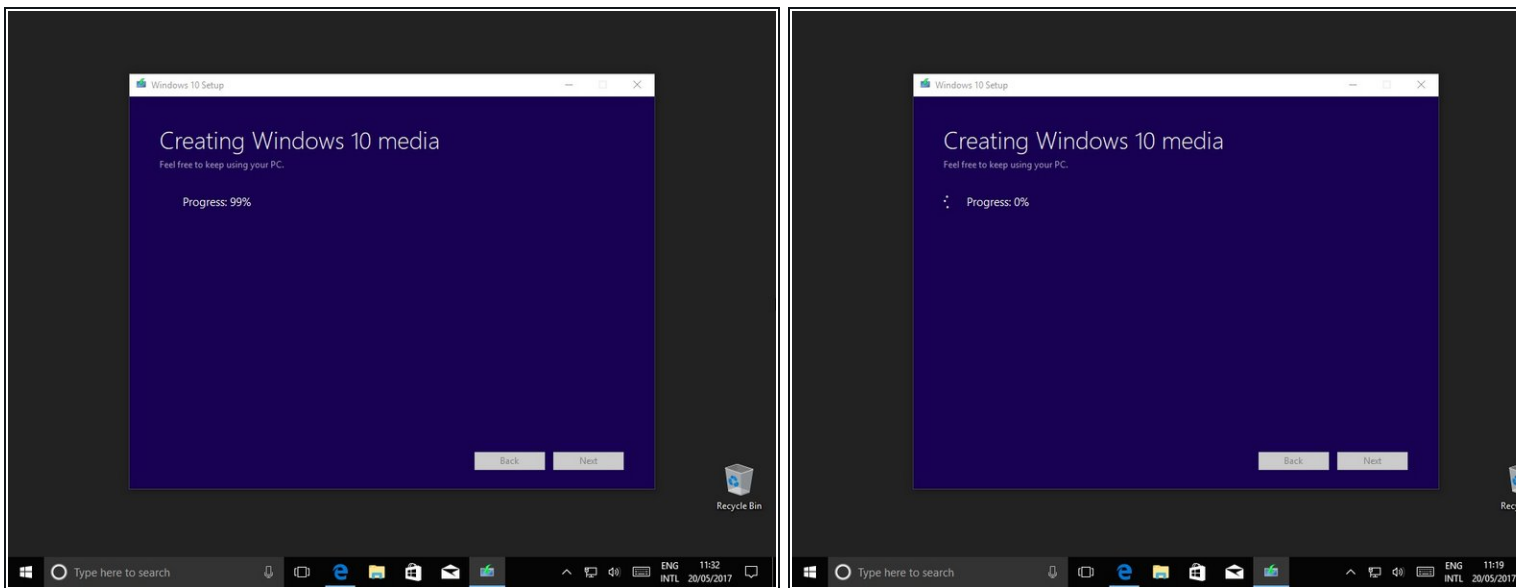 Windows 10 Setup
Creating Windows 10 media
Feel free to keep using your PC.
Progress: 99%
Back
Next
Recycle Bin
Type here to search
ENG
INTL
11:32
20/05/2017
Windows 10 Setup
Creating Windows 10 media
Feel free to keep using your PC.
Progress: 0%
Back
Next
Recy
Type here to search
ENG
INTL
11:19
20/05/2017